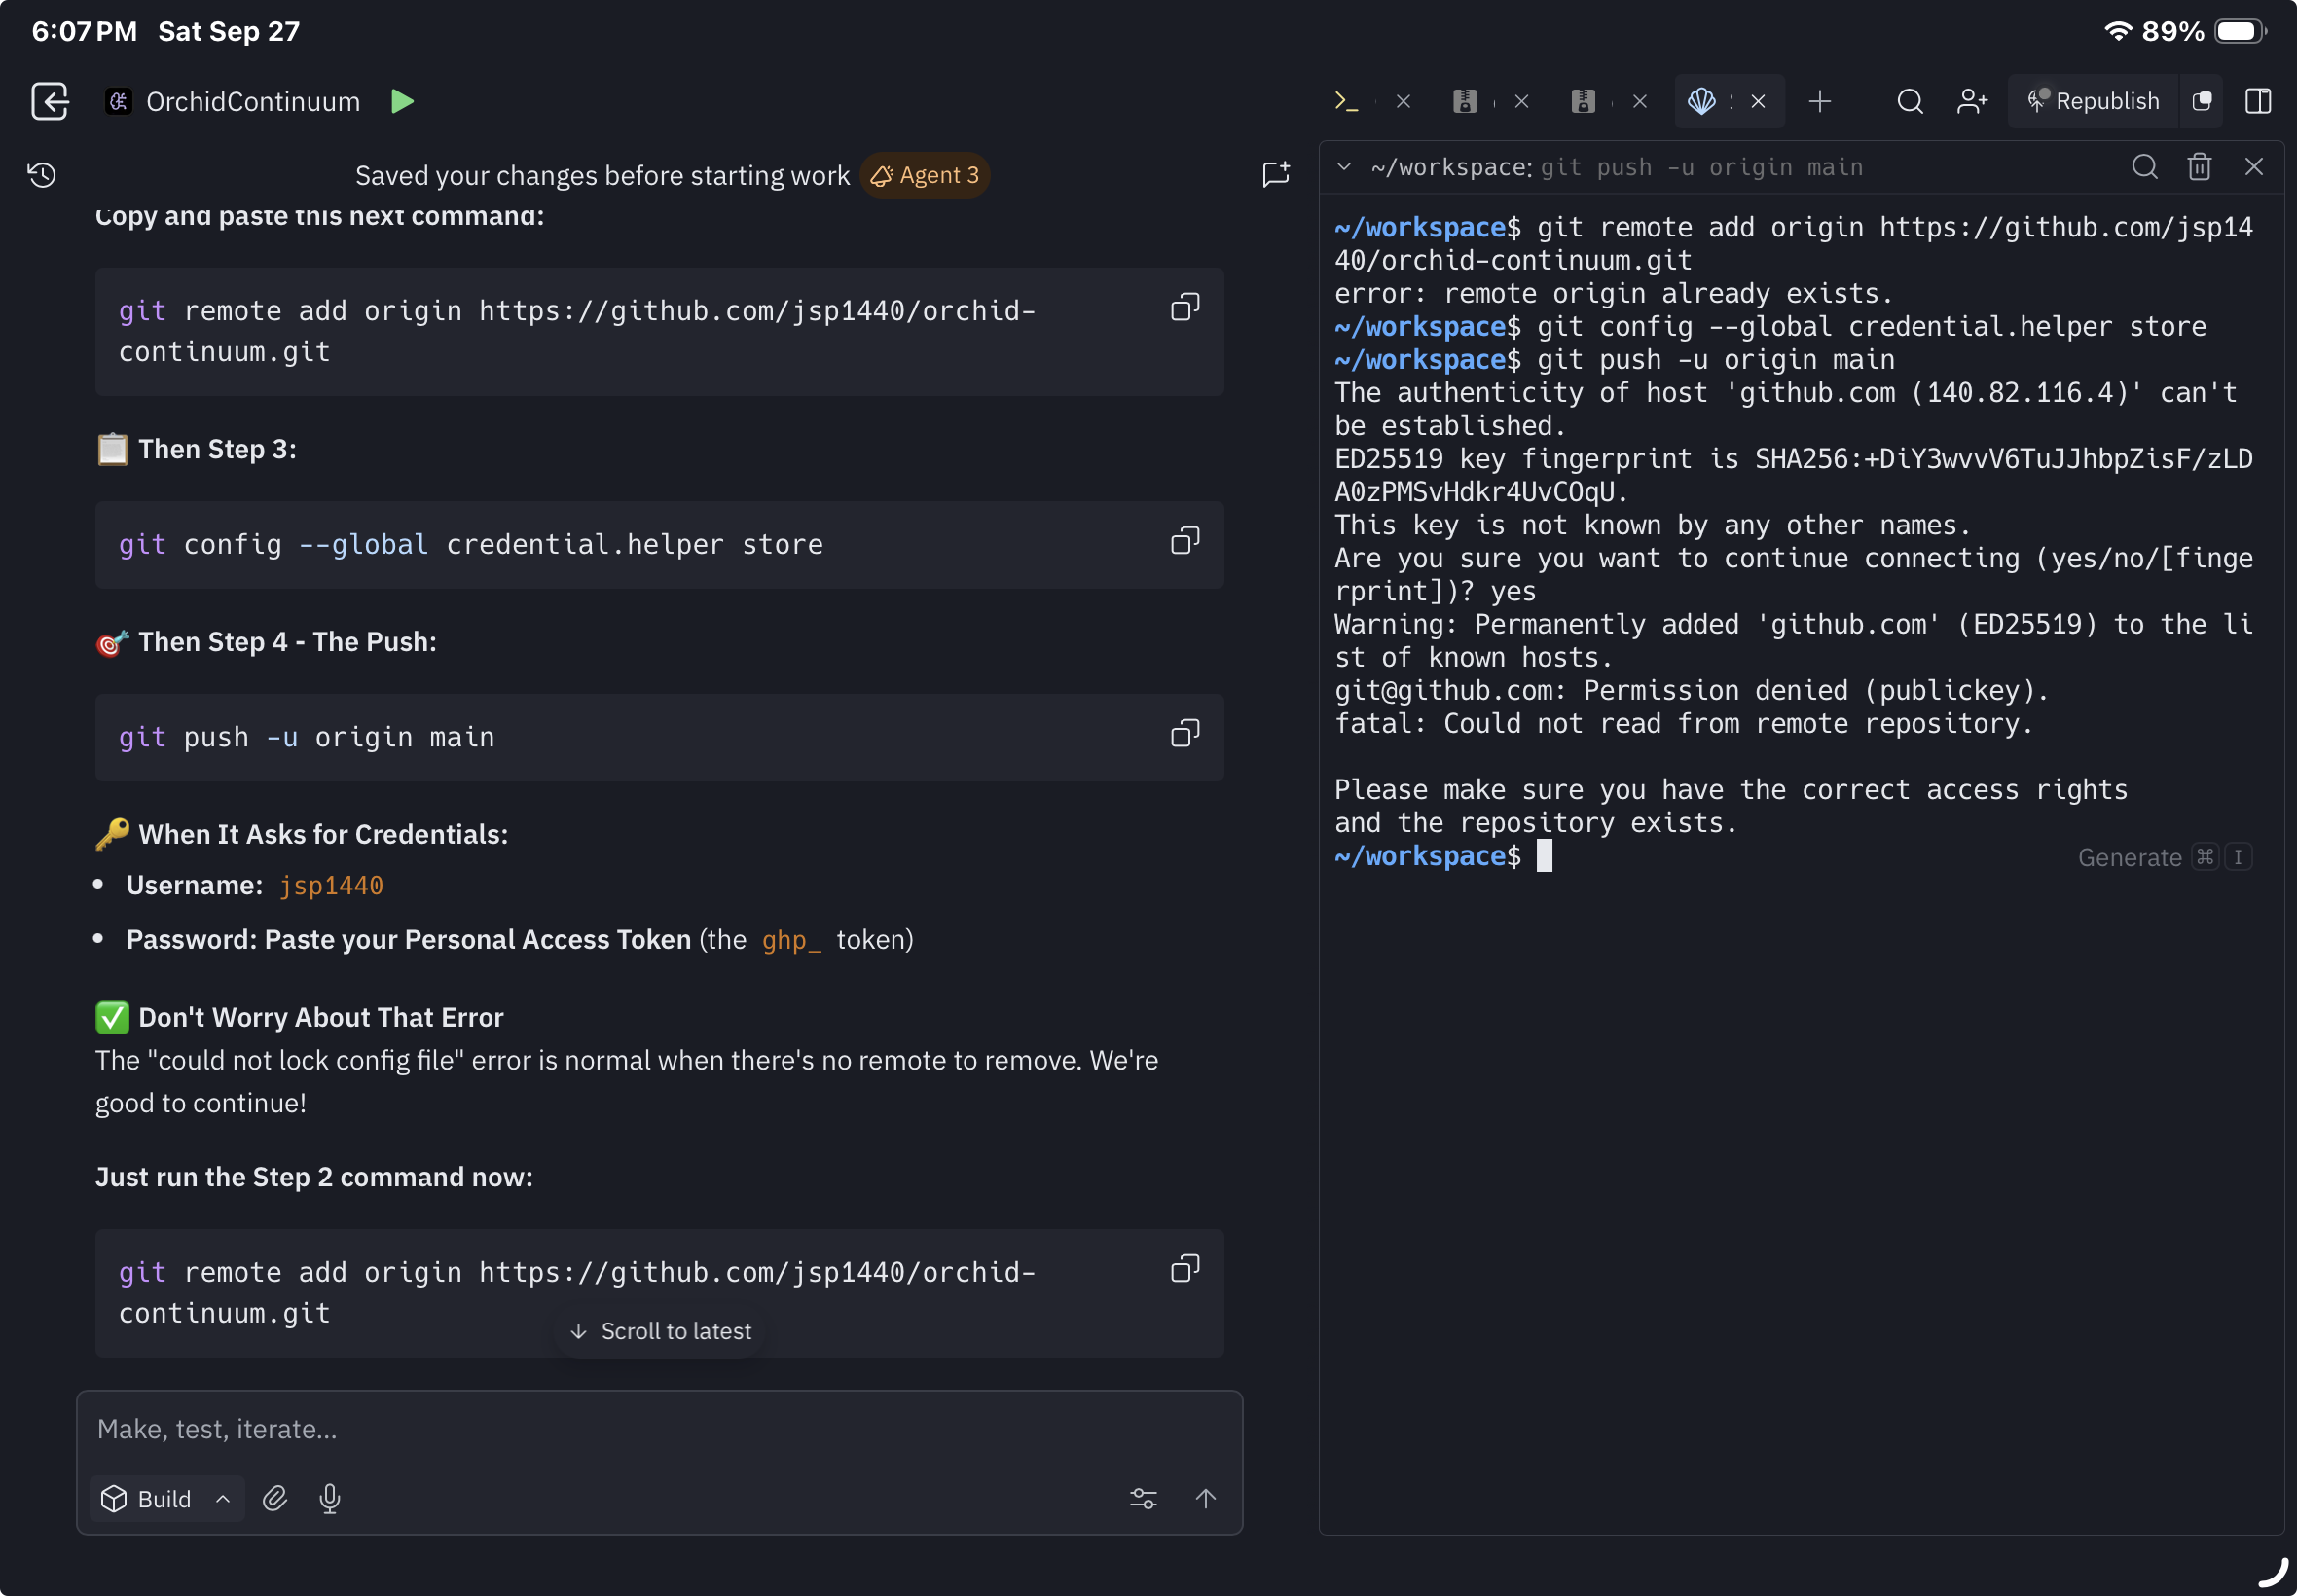 6:07 PM Sat Sep 27
89%
OrchidContinuum
Republish
Saved your changes before starting work Agent 3
Copy and paste this next command:
git remote add origin https://github.com/jsp1440/orchid-
continuum.git
Then Step 3:
git config --global credential.helper store
Then Step 4 - The Push:
git push -u origin main
When It Asks for Credentials:
• Username: jsp1440
• Password: Paste your Personal Access Token (the ghp_ token)
Don't Worry About That Error
The "could not lock config file" error is normal when there's no remote to remove. We're
good to continue!
Just run the Step 2 command now:
git remote add origin https://github.com/jsp1440/orchid-
continuum.git
Scroll to latest
Make, test, iterate...
Build
~/workspace: git push -u origin main
~/workspace$ git remote add origin https://github.com/jsp14
40/orchid-continuum.git
error: remote origin already exists.
~/workspace$ git config --global credential.helper store
~/workspace$ git push -u origin main
The authenticity of host 'github.com (140.82.116.4)' can't
be established.
ED25519 key fingerprint is SHA256:+DiY3wvvV6TuJJhbpZisF/zLD
A0zPMSvHdkr4UvCOqU.
This key is not known by any other names.
Are you sure you want to continue connecting (yes/no/[finge
rprint])? yes
Warning: Permanently added 'github.com' (ED25519) to the li
st of known hosts.
git@github.com: Permission denied (publickey).
fatal: Could not read from remote repository.
Please make sure you have the correct access rights
and the repository exists.
~/workspace$
Generate ⌘ I